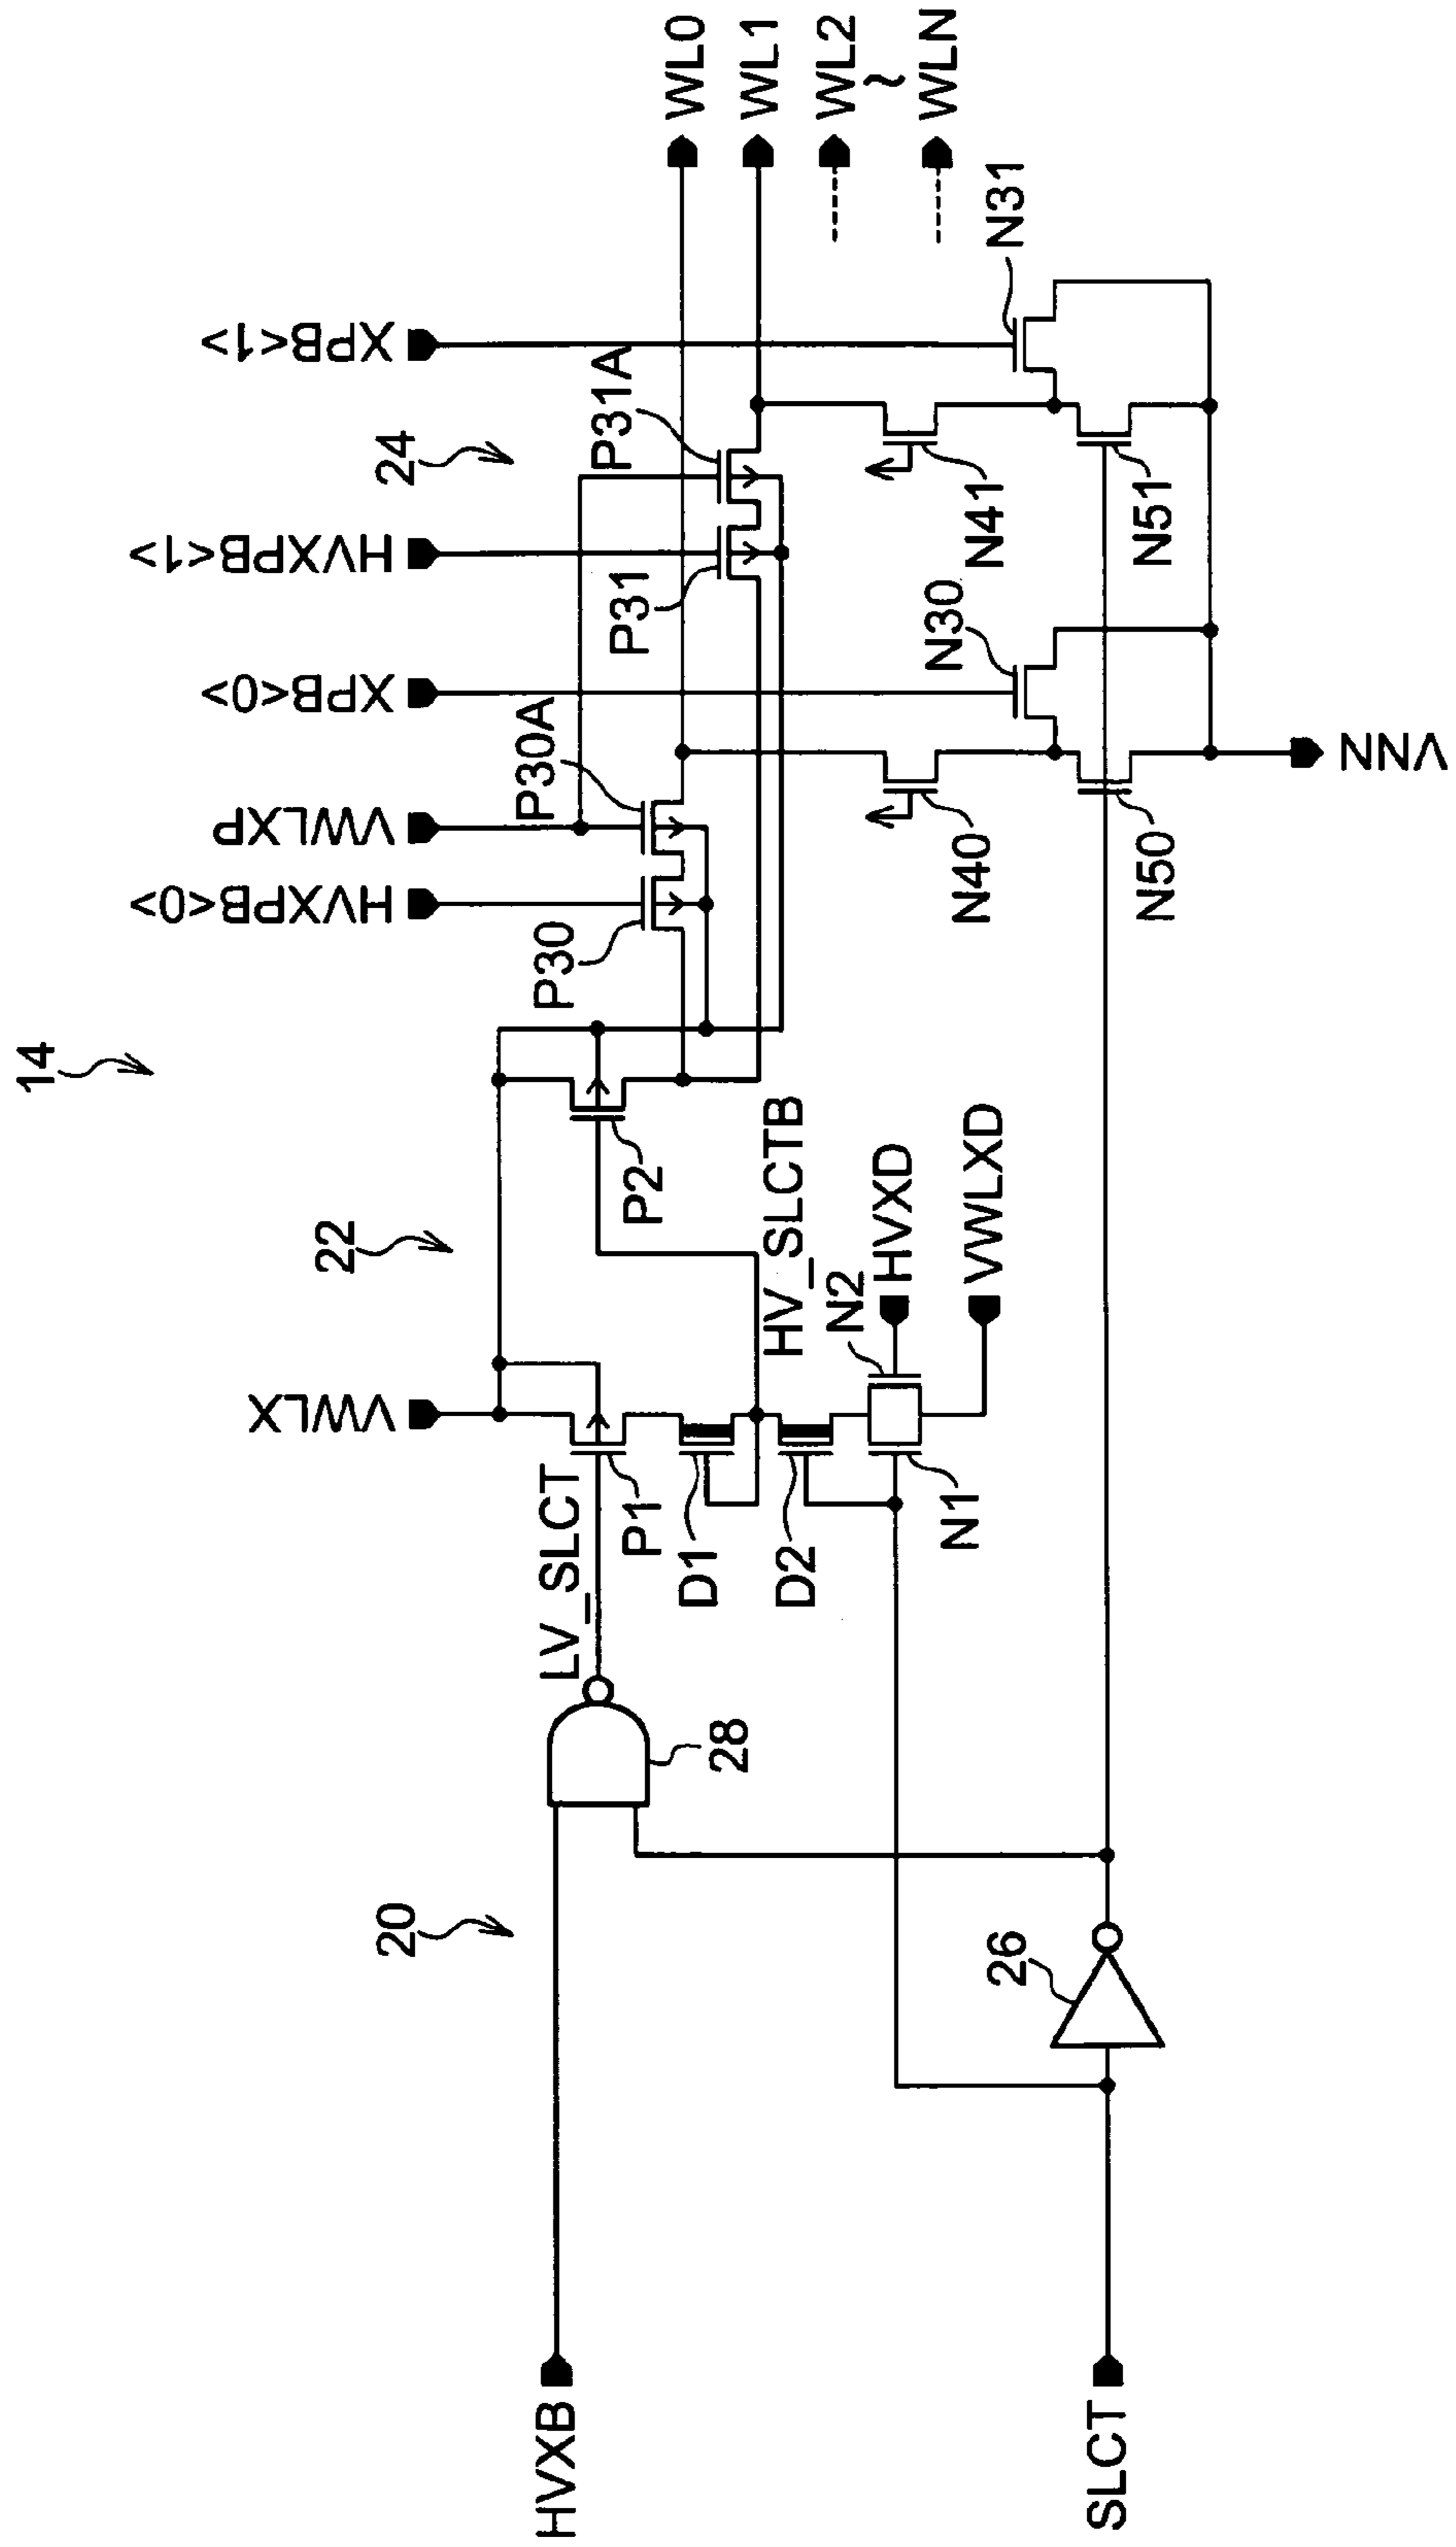 14
20
22
24
HVXB
SLCT
26
28
LV_SLCT
VWLX
P1
D1
D2
N1
N2
HV_SLCTB
HVXD
VWLXD
P2
HVXPB<0>
VWLXP
XPB<0>
HVXPB<1>
XPB<1>
P30
P30A
P31
P31A
N30
N31
N40
N41
N50
N51
VNN
WL0
WL1
WL2
~
WLN